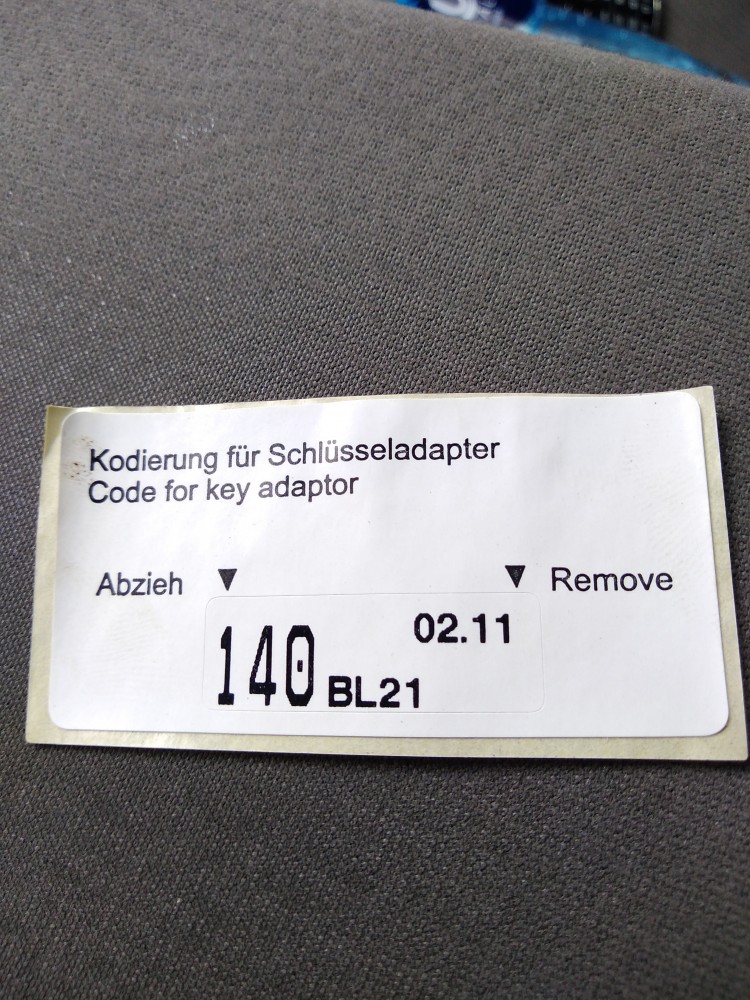 Kodierung für Schlüsseladapter
Code for key adaptor
Abzieh ▼ ▼ Remove
02.11
140 BL21